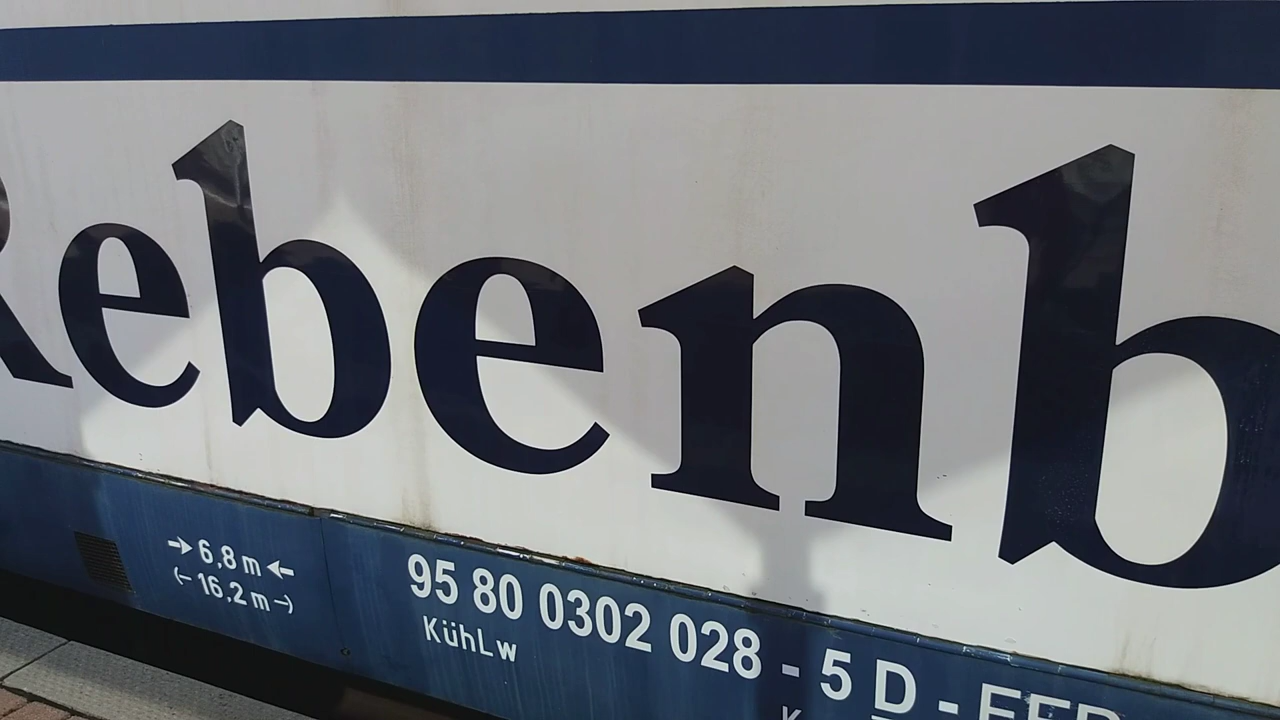 Rebenb
→6,8m←
(-16,2m→)
95 80 0302 028 - 5 D -
KühLw